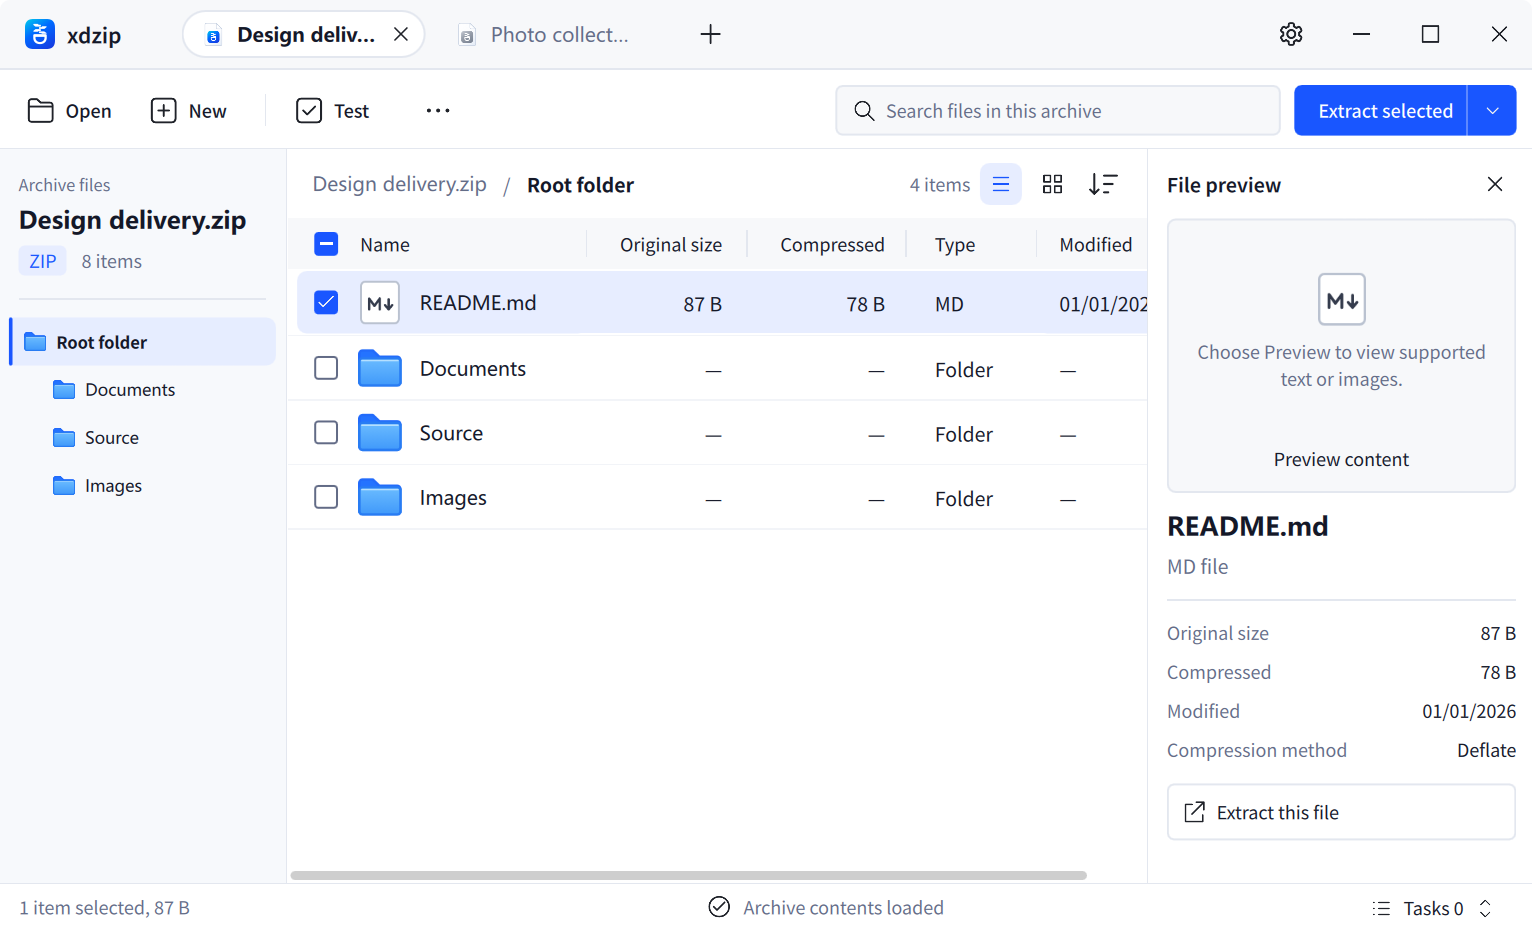 xdzip
Design deliv...
Photo collect...
Open
New
Test
Search files in this archive
Extract selected
Archive files
Design delivery.zip
ZIP
8 items
Root folder
Documents
Source
Images
Design delivery.zip / Root folder
4 items
Name
Original size
Compressed
Type
Modified
M↓ README.md 87 B 78 B MD 01/01/202
Documents — — Folder —
Source — — Folder —
Images — — Folder —
File preview
M↓
Choose Preview to view supported
text or images.
Preview content
README.md
MD file
Original size 87 B
Compressed 78 B
Modified 01/01/2026
Compression method Deflate
Extract this file
1 item selected, 87 B
Archive contents loaded
Tasks 0